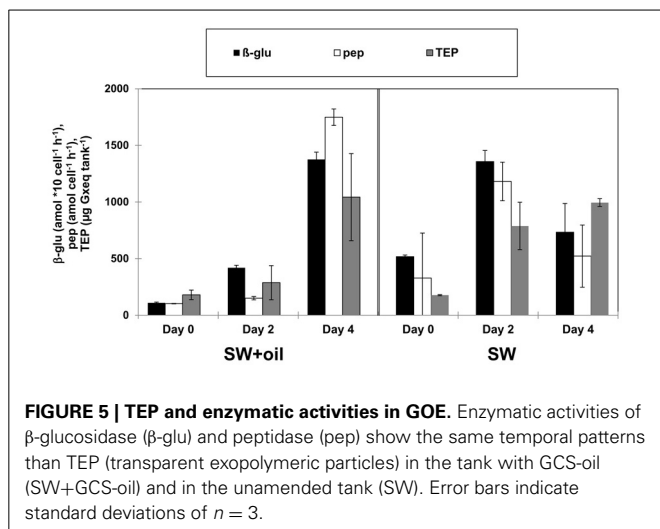 ß-glu pep TEP
β-glu (amol *10 cell⁻¹ h⁻¹),
pep (amol cell⁻¹ h⁻¹),
TEP (µg Gxeq tank⁻¹)
2000
1500
1000
500
0
Day 0 Day 2 Day 4 Day 0 Day 2 Day 4
SW+oil SW
FIGURE 5 | TEP and enzymatic activities in GOE. Enzymatic activities of
β-glucosidase (β-glu) and peptidase (pep) show the same temporal patterns
than TEP (transparent exopolymeric particles) in the tank with GCS-oil
(SW+GCS-oil) and in the unamended tank (SW). Error bars indicate
standard deviations of n = 3.